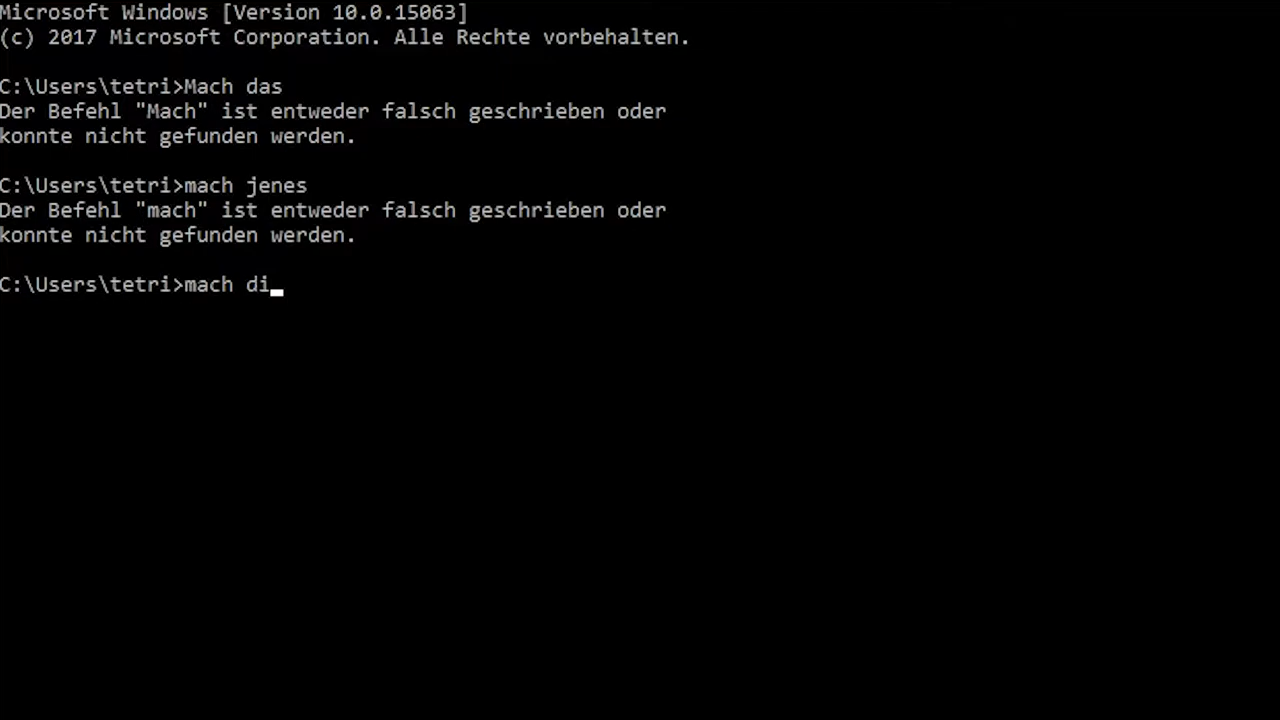 Microsoft Windows [Version 10.0.15063]
(c) 2017 Microsoft Corporation. Alle Rechte vorbehalten.
C:\Users\tetri>Mach das
Der Befehl "Mach" ist entweder falsch geschrieben oder
konnte nicht gefunden werden.
C:\Users\tetri>mach jenes
Der Befehl "mach" ist entweder falsch geschrieben oder
konnte nicht gefunden werden.
C:\Users\tetri>mach di